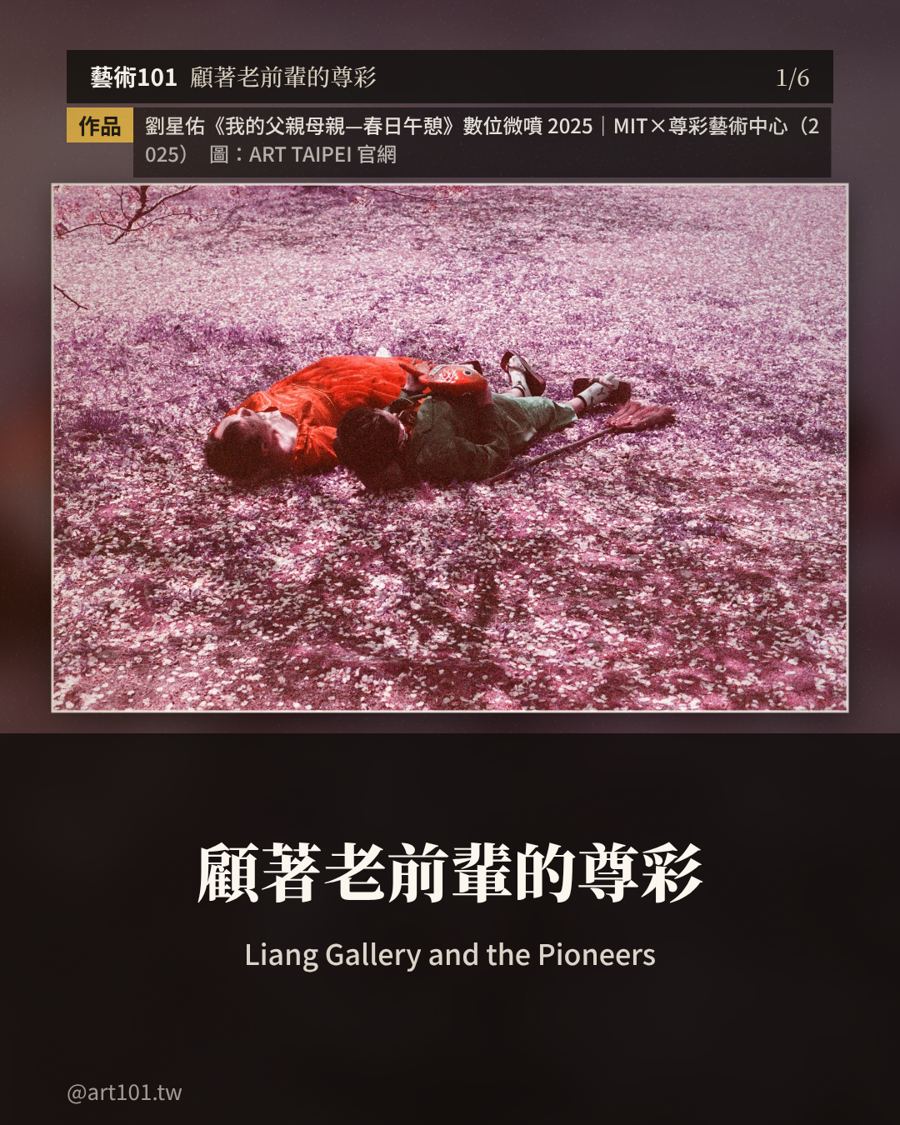 藝術101 顧著老前輩的尊彩 1/6
作品 劉星佑《我的父親母親—春日午憩》數位微噴 2025｜MIT×尊彩藝術中心（2
025） 圖：ART TAIPEI 官網
顧著老前輩的尊彩
Liang Gallery and the Pioneers
@art101.tw